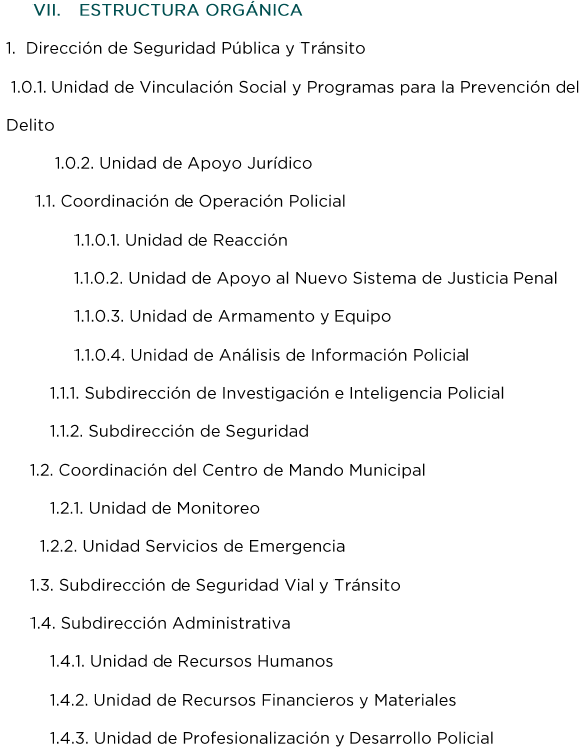 VII. ESTRUCTURA ORGÁNICA
1. Dirección de Seguridad Pública y Tránsito
1.0.1. Unidad de Vinculación Social y Programas para la Prevención del
Delito
1.0.2. Unidad de Apoyo Jurídico
1.1. Coordinación de Operación Policial
1.1.0.1. Unidad de Reacción
1.1.0.2. Unidad de Apoyo al Nuevo Sistema de Justicia Penal
1.1.0.3. Unidad de Armamento y Equipo
1.1.0.4. Unidad de Análisis de Información Policial
1.1.1. Subdirección de Investigación e Inteligencia Policial
1.1.2. Subdirección de Seguridad
1.2. Coordinación del Centro de Mando Municipal
1.2.1. Unidad de Monitoreo
1.2.2. Unidad Servicios de Emergencia
1.3. Subdirección de Seguridad Vial y Tránsito
1.4. Subdirección Administrativa
1.4.1. Unidad de Recursos Humanos
1.4.2. Unidad de Recursos Financieros y Materiales
1.4.3. Unidad de Profesionalización y Desarrollo Policial